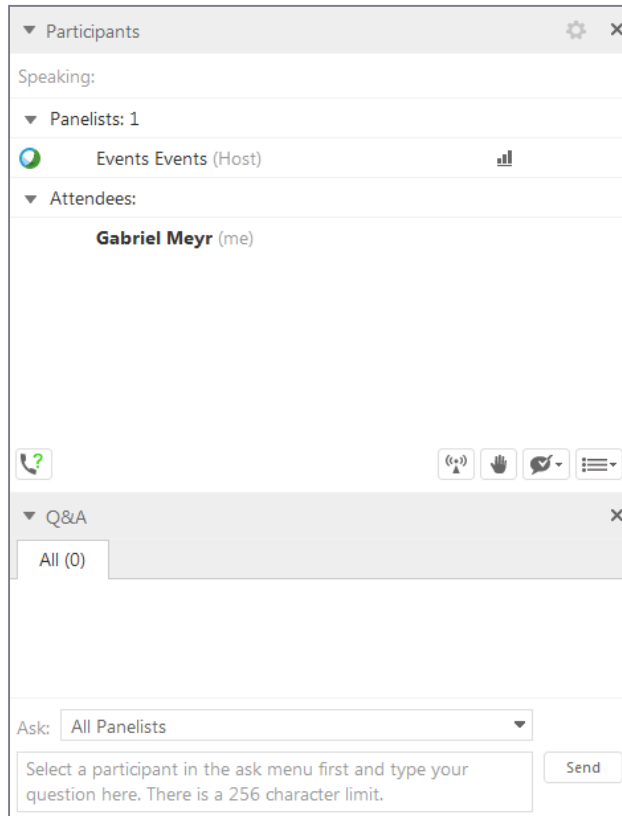 Participants
Speaking:
Panelists: 1
Events Events (Host)
Attendees:
Gabriel Meyr (me)
Q&A
All (0)
Ask: All Panelists
Select a participant in the ask menu first and type your
question here. There is a 256 character limit.
Send